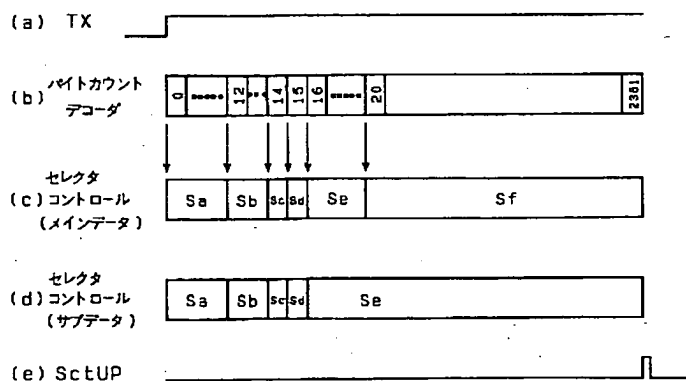 (a) TX
(b) バイトカウント
デコーダ
0 ..... 12 ... 14 15 16 ..... 20 2381
セレクタ
(c) コントロール
(メインデータ)
Sa Sb Sc Sd Se Sf
セレクタ
(d) コントロール
(サブデータ)
Sa Sb Sc Sd Se
(e) SctUP